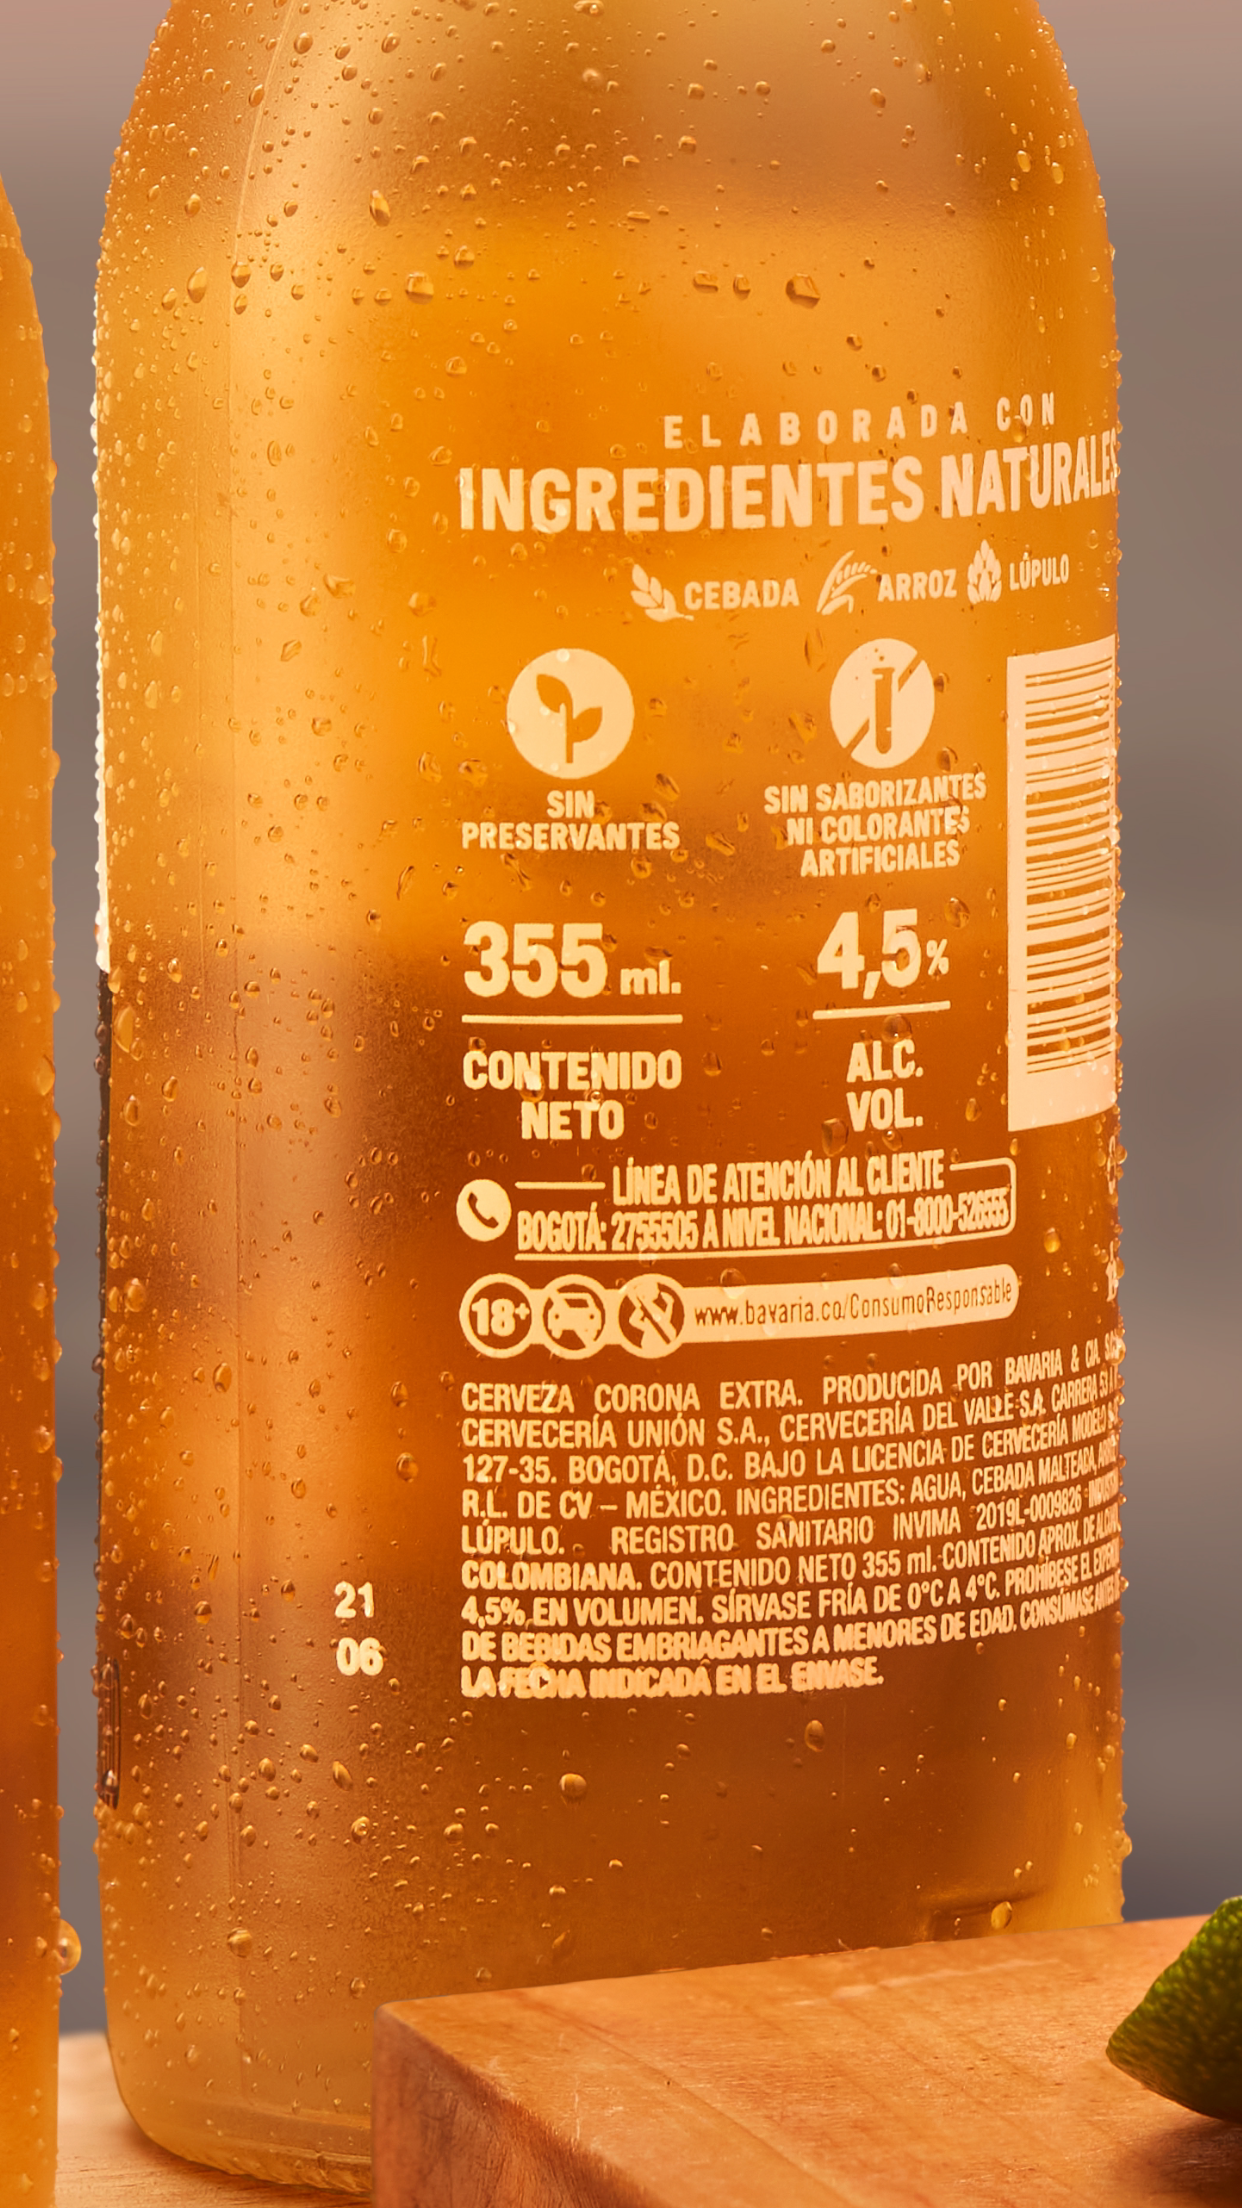 ELABORADA CON
INGREDIENTES NATURALES
CEBADA ARROZ LÚPULO
SIN
PRESERVANTES
SIN SABORIZANTES
NI COLORANTES
ARTIFICIALES
355 ml.
CONTENIDO
NETO
4,5%
ALC.
VOL.
LÍNEA DE ATENCIÓN AL CLIENTE
BOGOTÁ: 2755505 A NIVEL NACIONAL: 01-8000-526555
18+ www.bavaria.co/ConsumoResponsable
CERVEZA CORONA EXTRA. PRODUCIDA POR BAVARIA & CIA.
CERVECERÍA UNIÓN S.A., CERVECERÍA DEL VALLE S.A. CARRERA 53 A
127-35. BOGOTÁ, D.C. BAJO LA LICENCIA DE CERVECERÍA MODELO
R.L. DE CV – MÉXICO. INGREDIENTES: AGUA, CEBADA MALTEADA,
LÚPULO. REGISTRO SANITARIO INVIMA 2019L-0009826
COLOMBIANA. CONTENIDO NETO 355 ml. CONTENIDO APROX. DE ALCOHOL
4,5% EN VOLUMEN. SÍRVASE FRÍA DE 0°C A 4°C. PROHÍBESE EL EXPENDIO
DE BEBIDAS EMBRIAGANTES A MENORES DE EDAD. CONSÚMASE ANTES DE
LA FECHA INDICADA EN EL ENVASE.
21
06